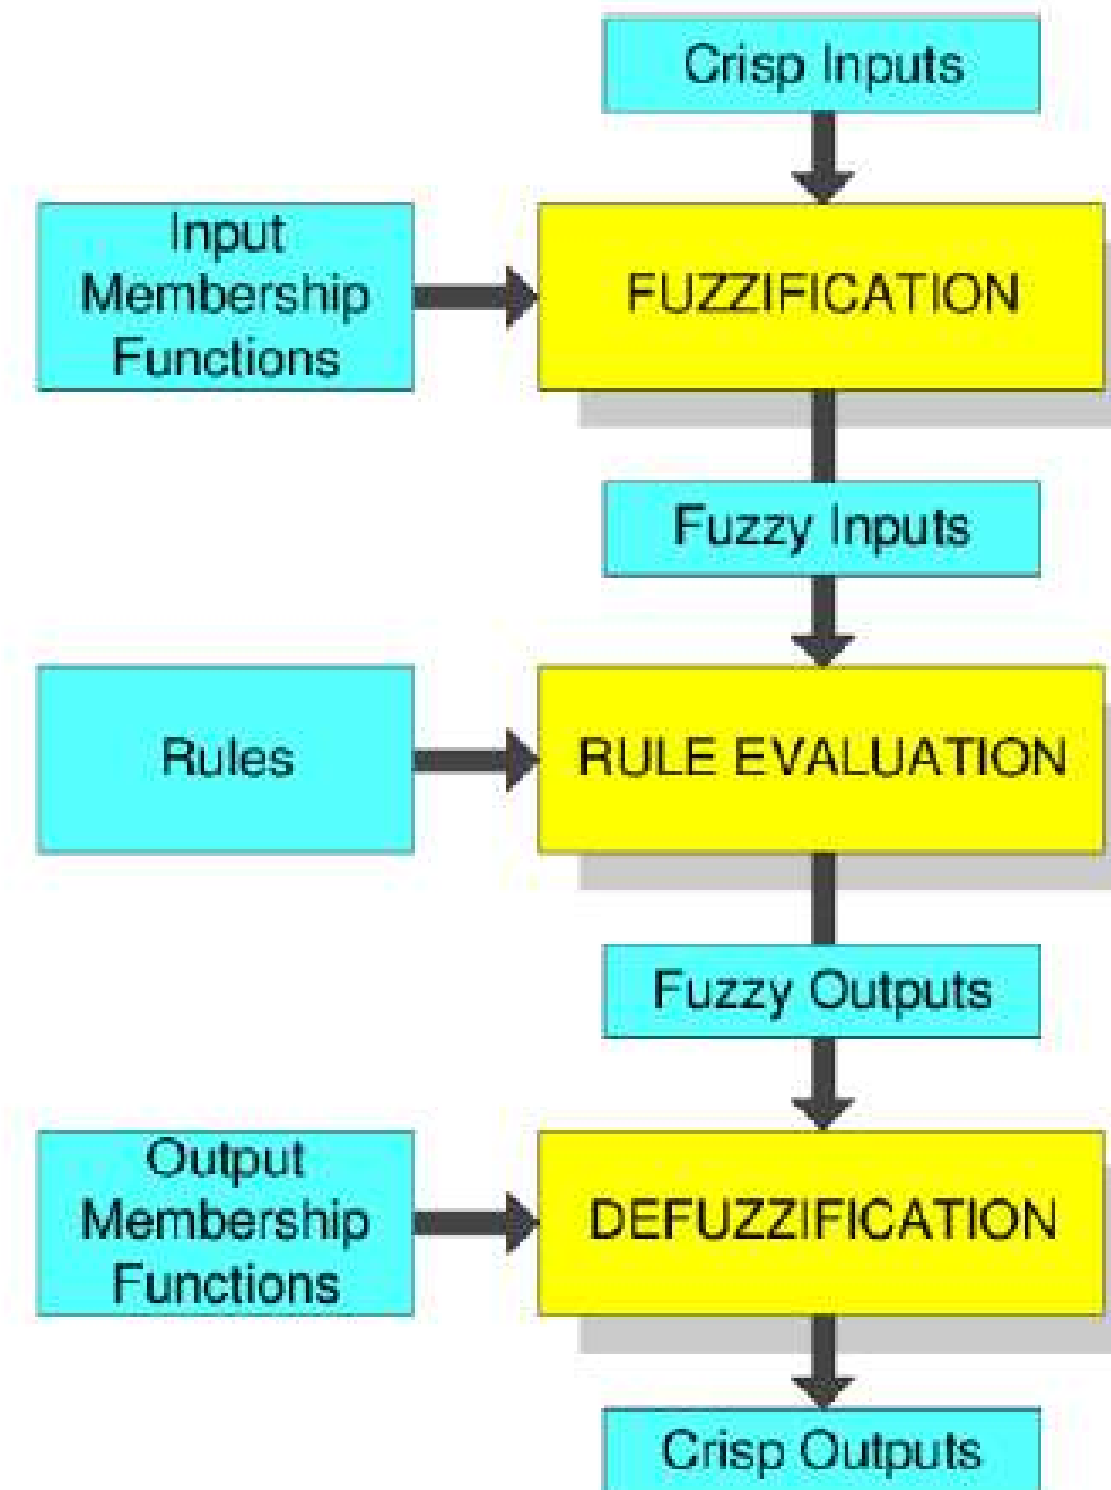 Crisp Inputs
Input
Membership
Functions
FUZZIFICATION
Fuzzy Inputs
Rules
RULE EVALUATION
Fuzzy Outputs
Output
Membership
Functions
DEFUZZIFICATION
Crisp Outputs